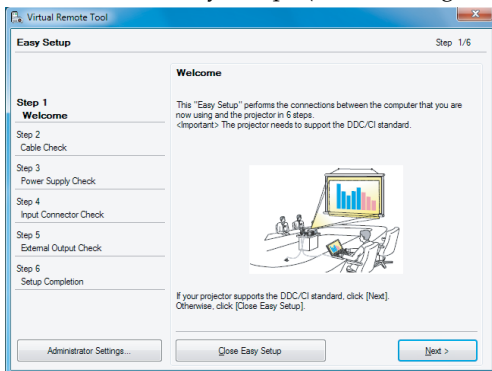 Virtual Remote Tool
Easy Setup
Step 1/6
Step 1
Welcome
Step 2
Cable Check
Step 3
Power Supply Check
Step 4
Input Connector Check
Step 5
External Output Check
Step 6
Setup Completion
Welcome
This "Easy Setup" performs the connections between the computer that you are
now using and the projector in 6 steps.
<Important> The projector needs to support the DDC/CI standard.
If your projector supports the DDC/CI standard, click [Next].
Otherwise, click [Close Easy Setup].
Administrator Settings...
Close Easy Setup
Next >